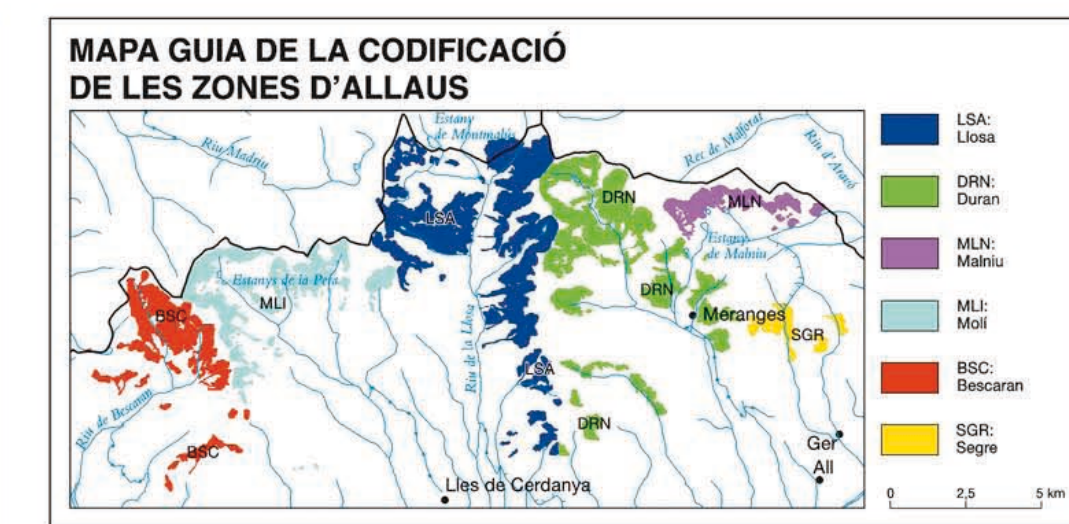 MAPA GUIA DE LA CODIFICACIÓ
DE LES ZONES D'ALLAUS
Estany
de Montmalús
Riu Madriu
Rec de Malforat
Riu d'Aravó
LSA
DRN
MLN
Estany
de Malniu
Estanys de la Pera
MLI
BSC
DRN
Meranges
SGR
Riu de la Llosa
LSA
Riu de Bescaran
DRN
BSC
Ger
All
Lles de Cerdanya
LSA:
Llosa
DRN:
Duran
MLN:
Malniu
MLI:
Molí
BSC:
Bescaran
SGR:
Segre
0 2,5 5 km